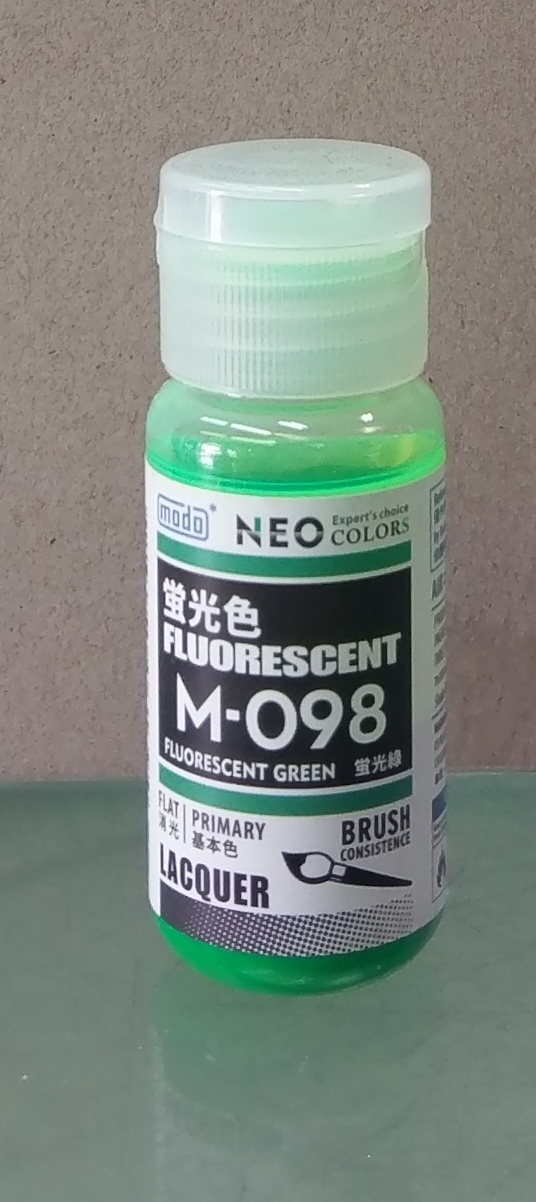 modo*
NEO Expert's choice COLORS
蛍光色
FLUORESCENT
M-098
FLUORESCENT GREEN 蛍光緑
FLAT 消光 PRIMARY 基本色
LACQUER
BRUSH
CONSISTENCE